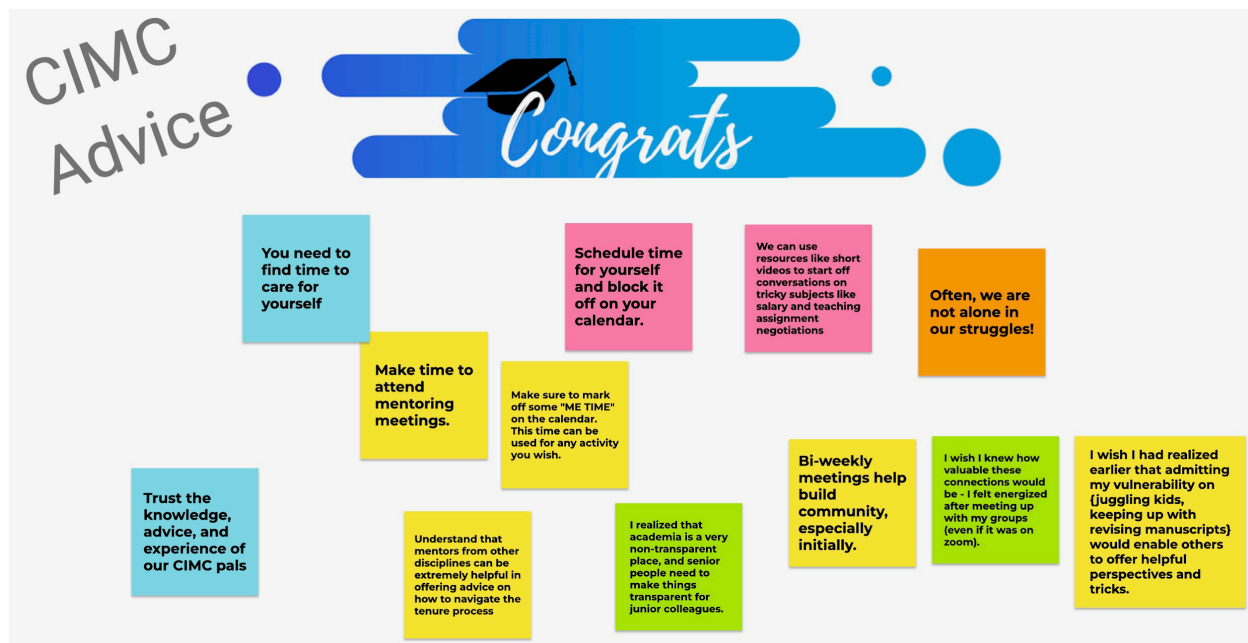 CIMC
Advice
Congrats
You need to
find time to
care for
yourself
Schedule time
for yourself
and block it
off on your
calendar.
We can use
resources like short
videos to start off
conversations on
tricky subjects like
salary and teaching
assignment
negotiations
Often, we are
not alone in
our struggles!
Make time to
attend
mentoring
meetings.
Make sure to mark
off some "ME TIME"
on the calendar.
This time can be
used for any activity
you wish.
Bi-weekly
meetings help
build
community,
especially
initially.
I wish I knew how
valuable these
connections would
be - I felt energized
after meeting up
with my groups
(even if it was on
zoom).
I wish I had realized
earlier that admitting
my vulnerability on
{juggling kids,
keeping up with
revising manuscripts}
would enable others
to offer helpful
perspectives and
tricks.
Trust the
knowledge,
advice, and
experience of
our CIMC pals
Understand that
mentors from other
disciplines can be
extremely helpful in
offering advice on
how to navigate the
tenure process
I realized that
academia is a very
non-transparent
place, and senior
people need to
make things
transparent for
junior colleagues.